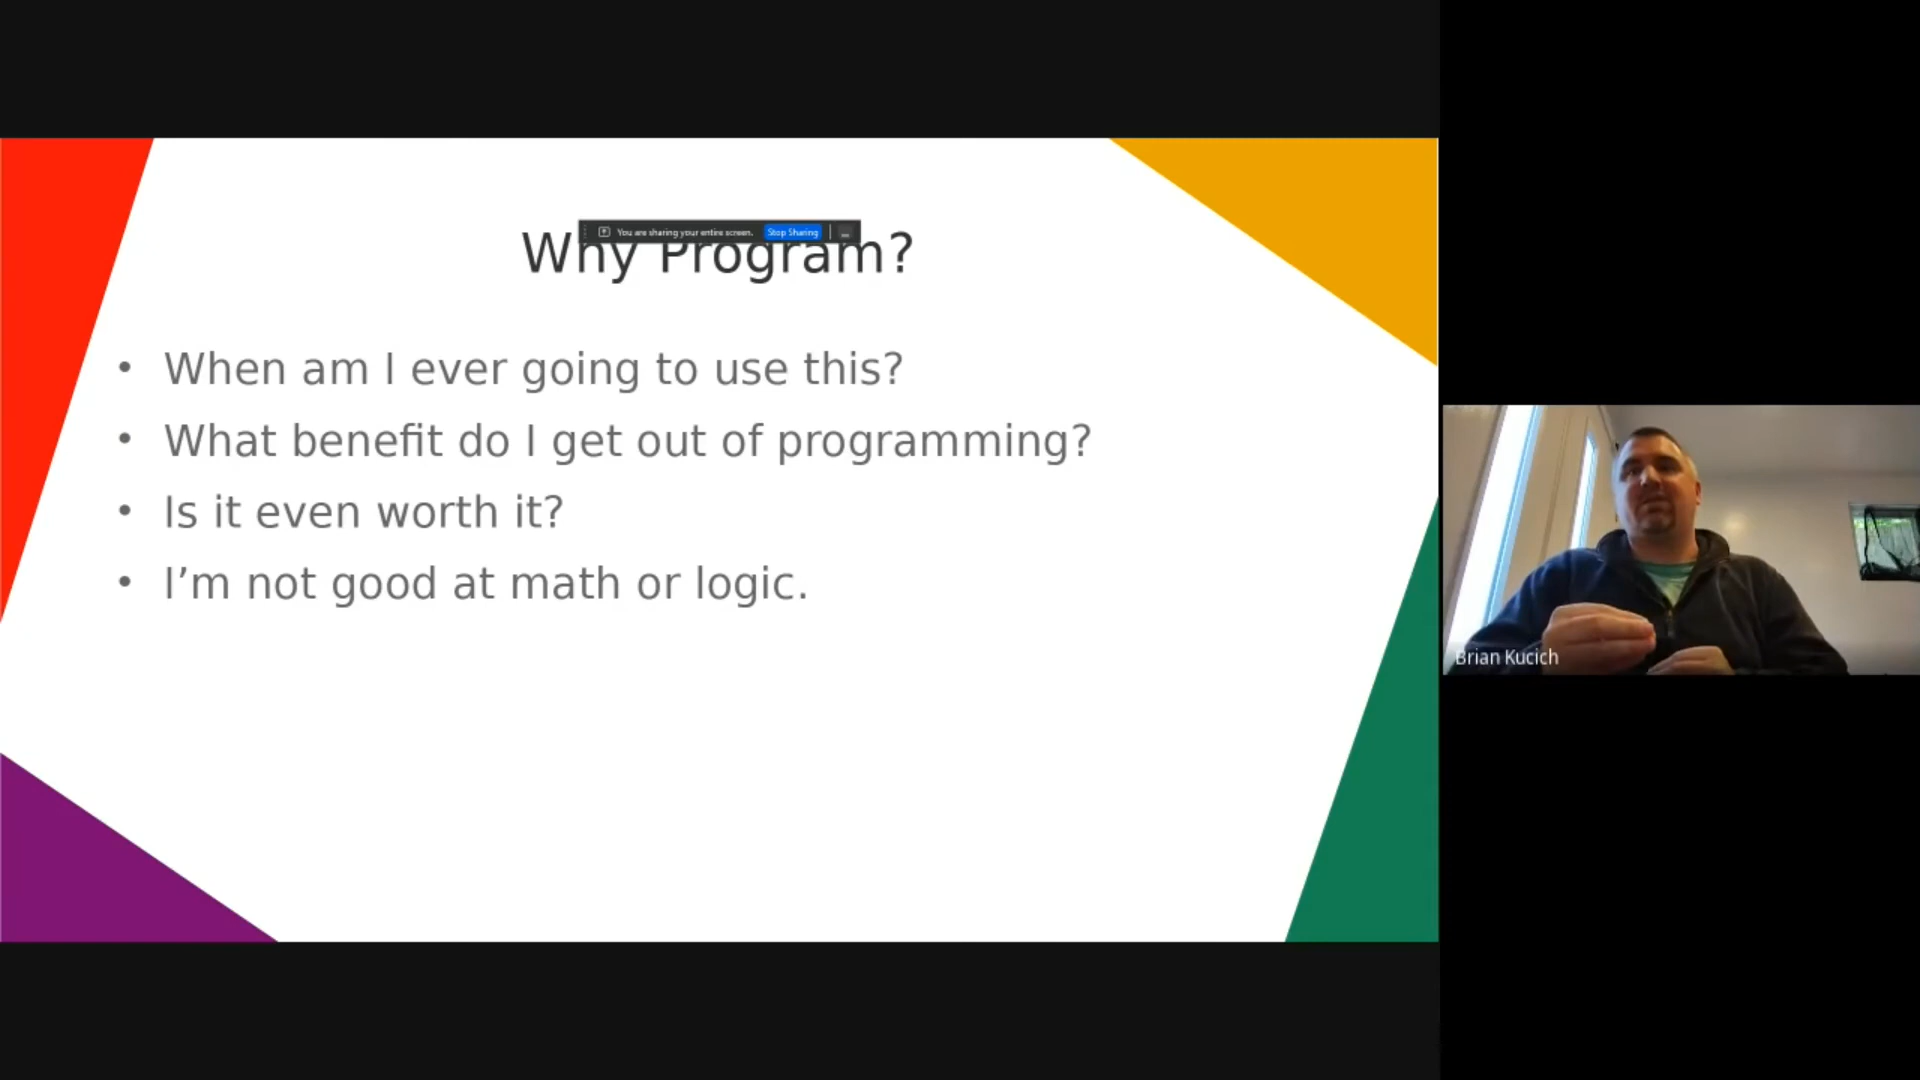 You are sharing your entire screen. Stop Sharing
Why Program?
• When am I ever going to use this?
• What benefit do I get out of programming?
• Is it even worth it?
• I’m not good at math or logic.
Brian Kucich